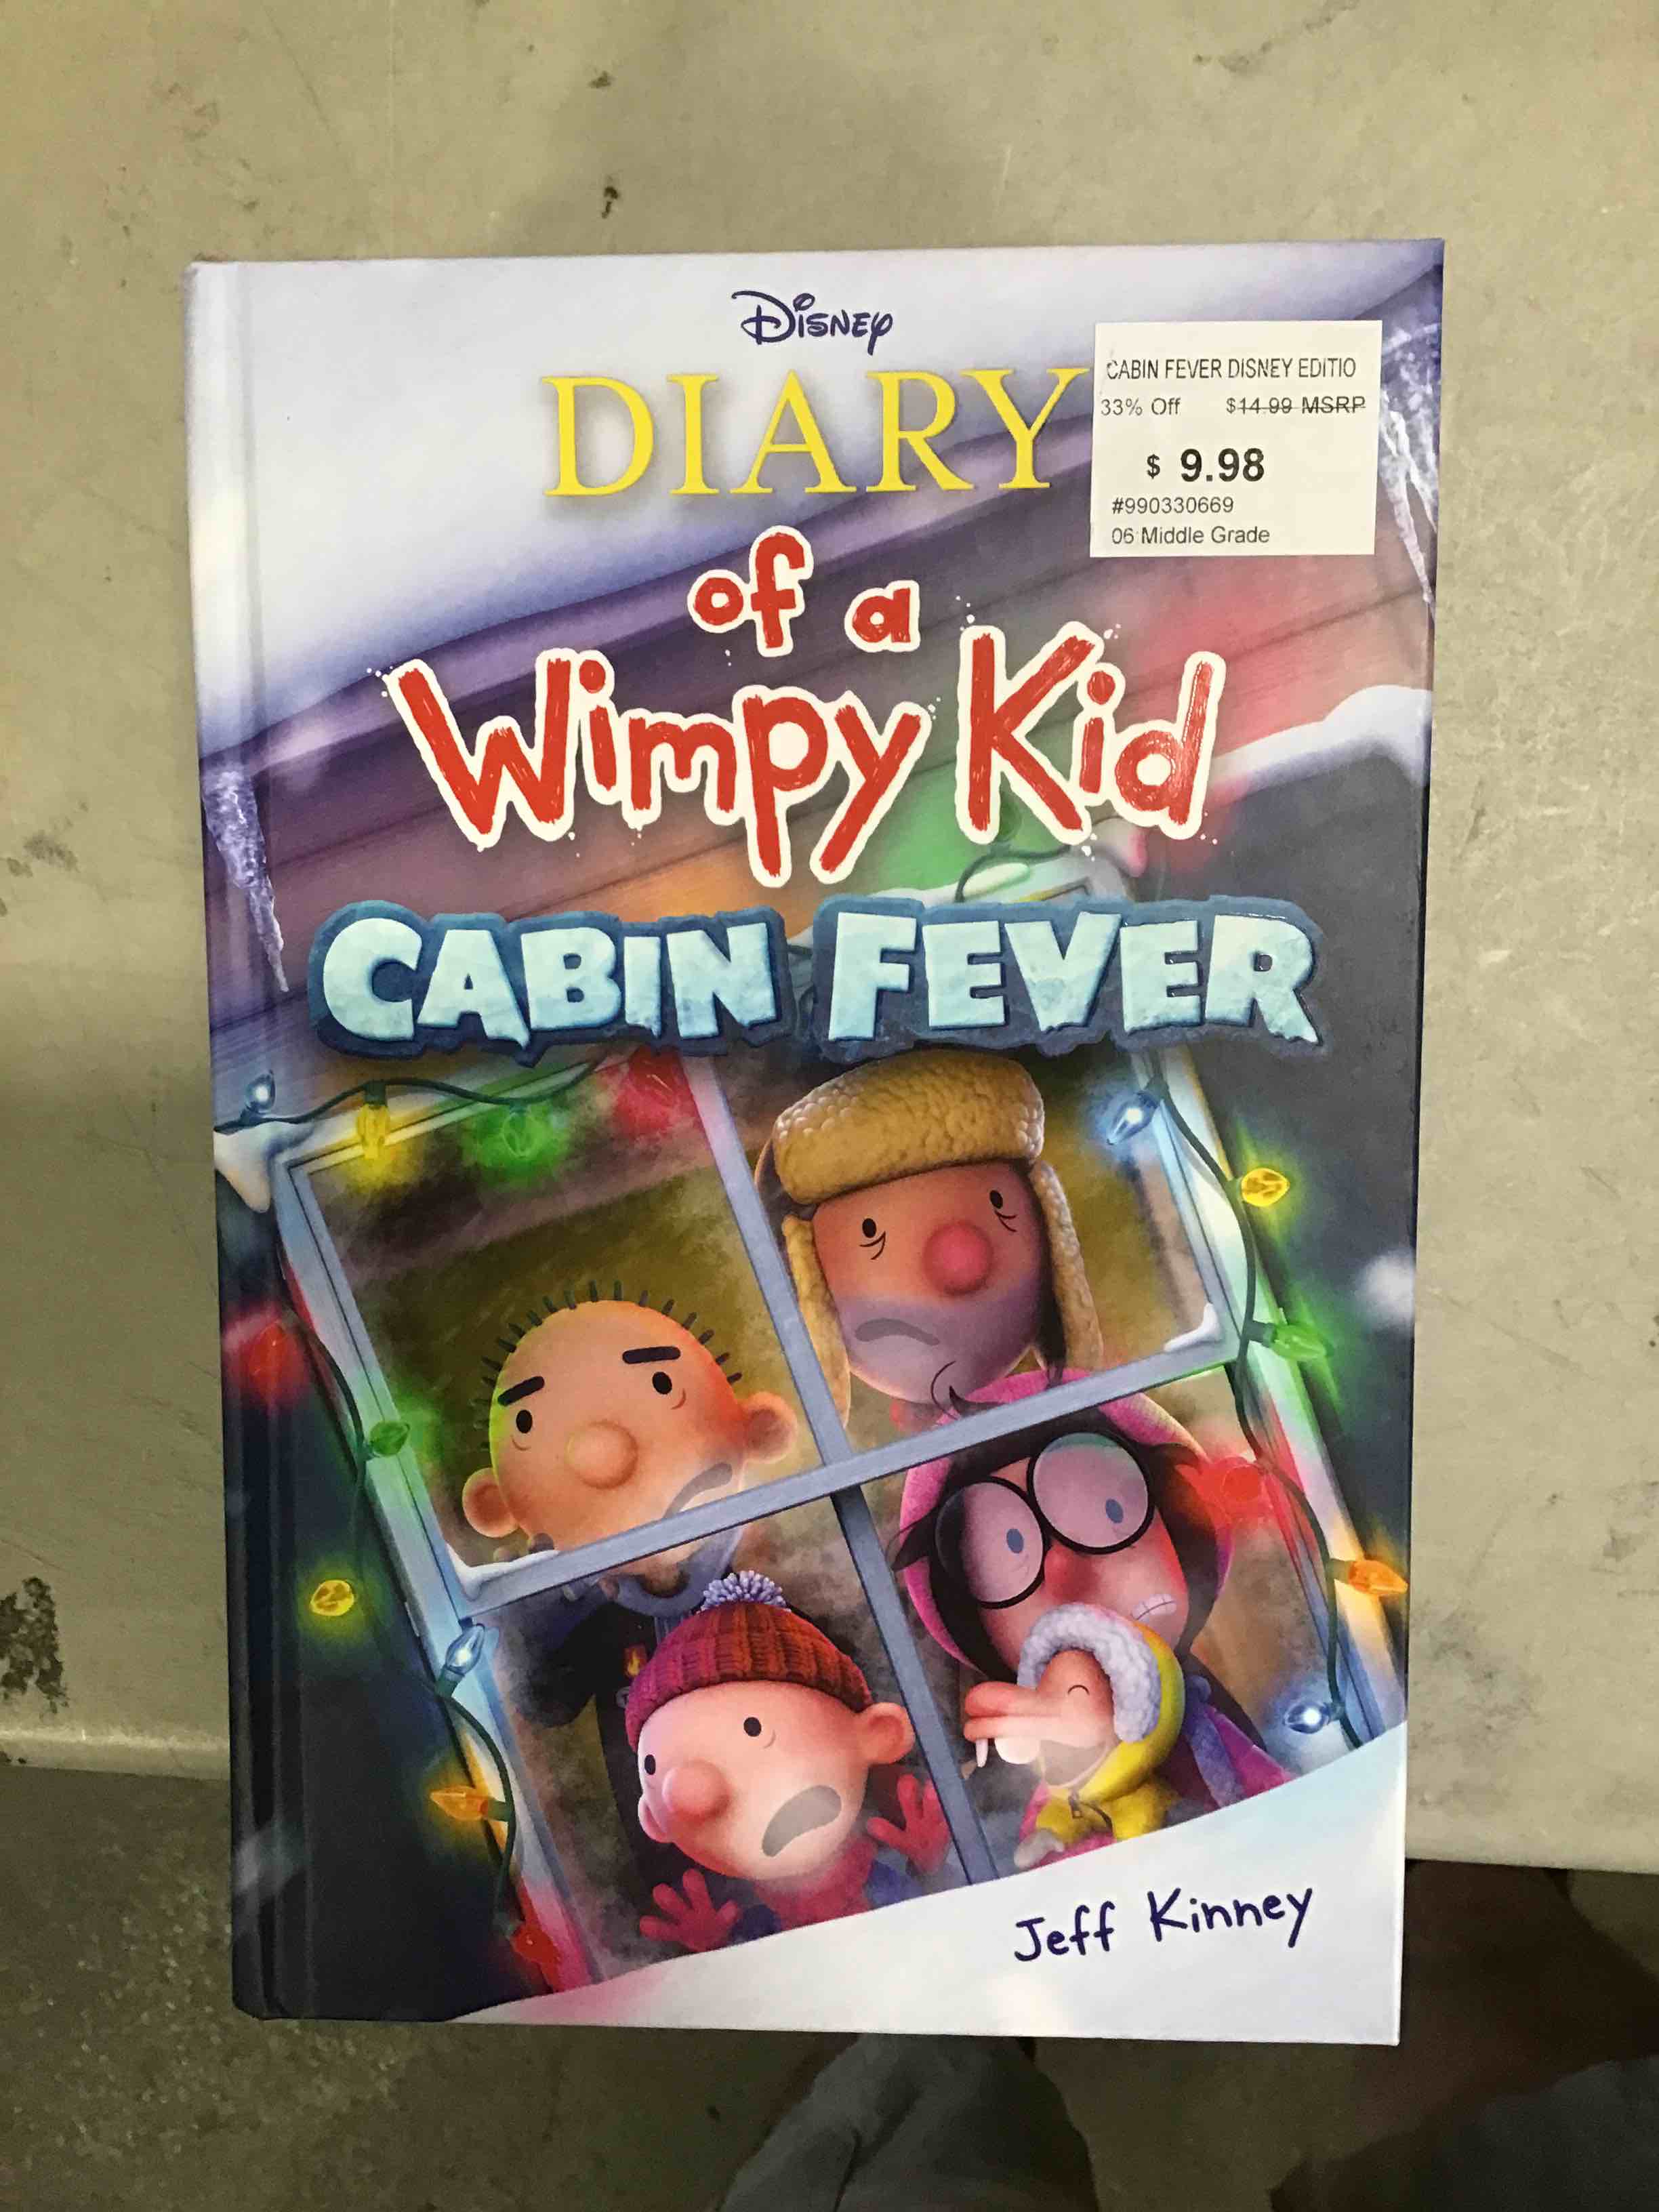 DISNEY
DIARY
of a
Wimpy Kid
CABIN FEVER
CABIN FEVER DISNEY EDITIO
33% Off $14.99 MSRP
$ 9.98
#990330669
06 Middle Grade
Jeff Kinney